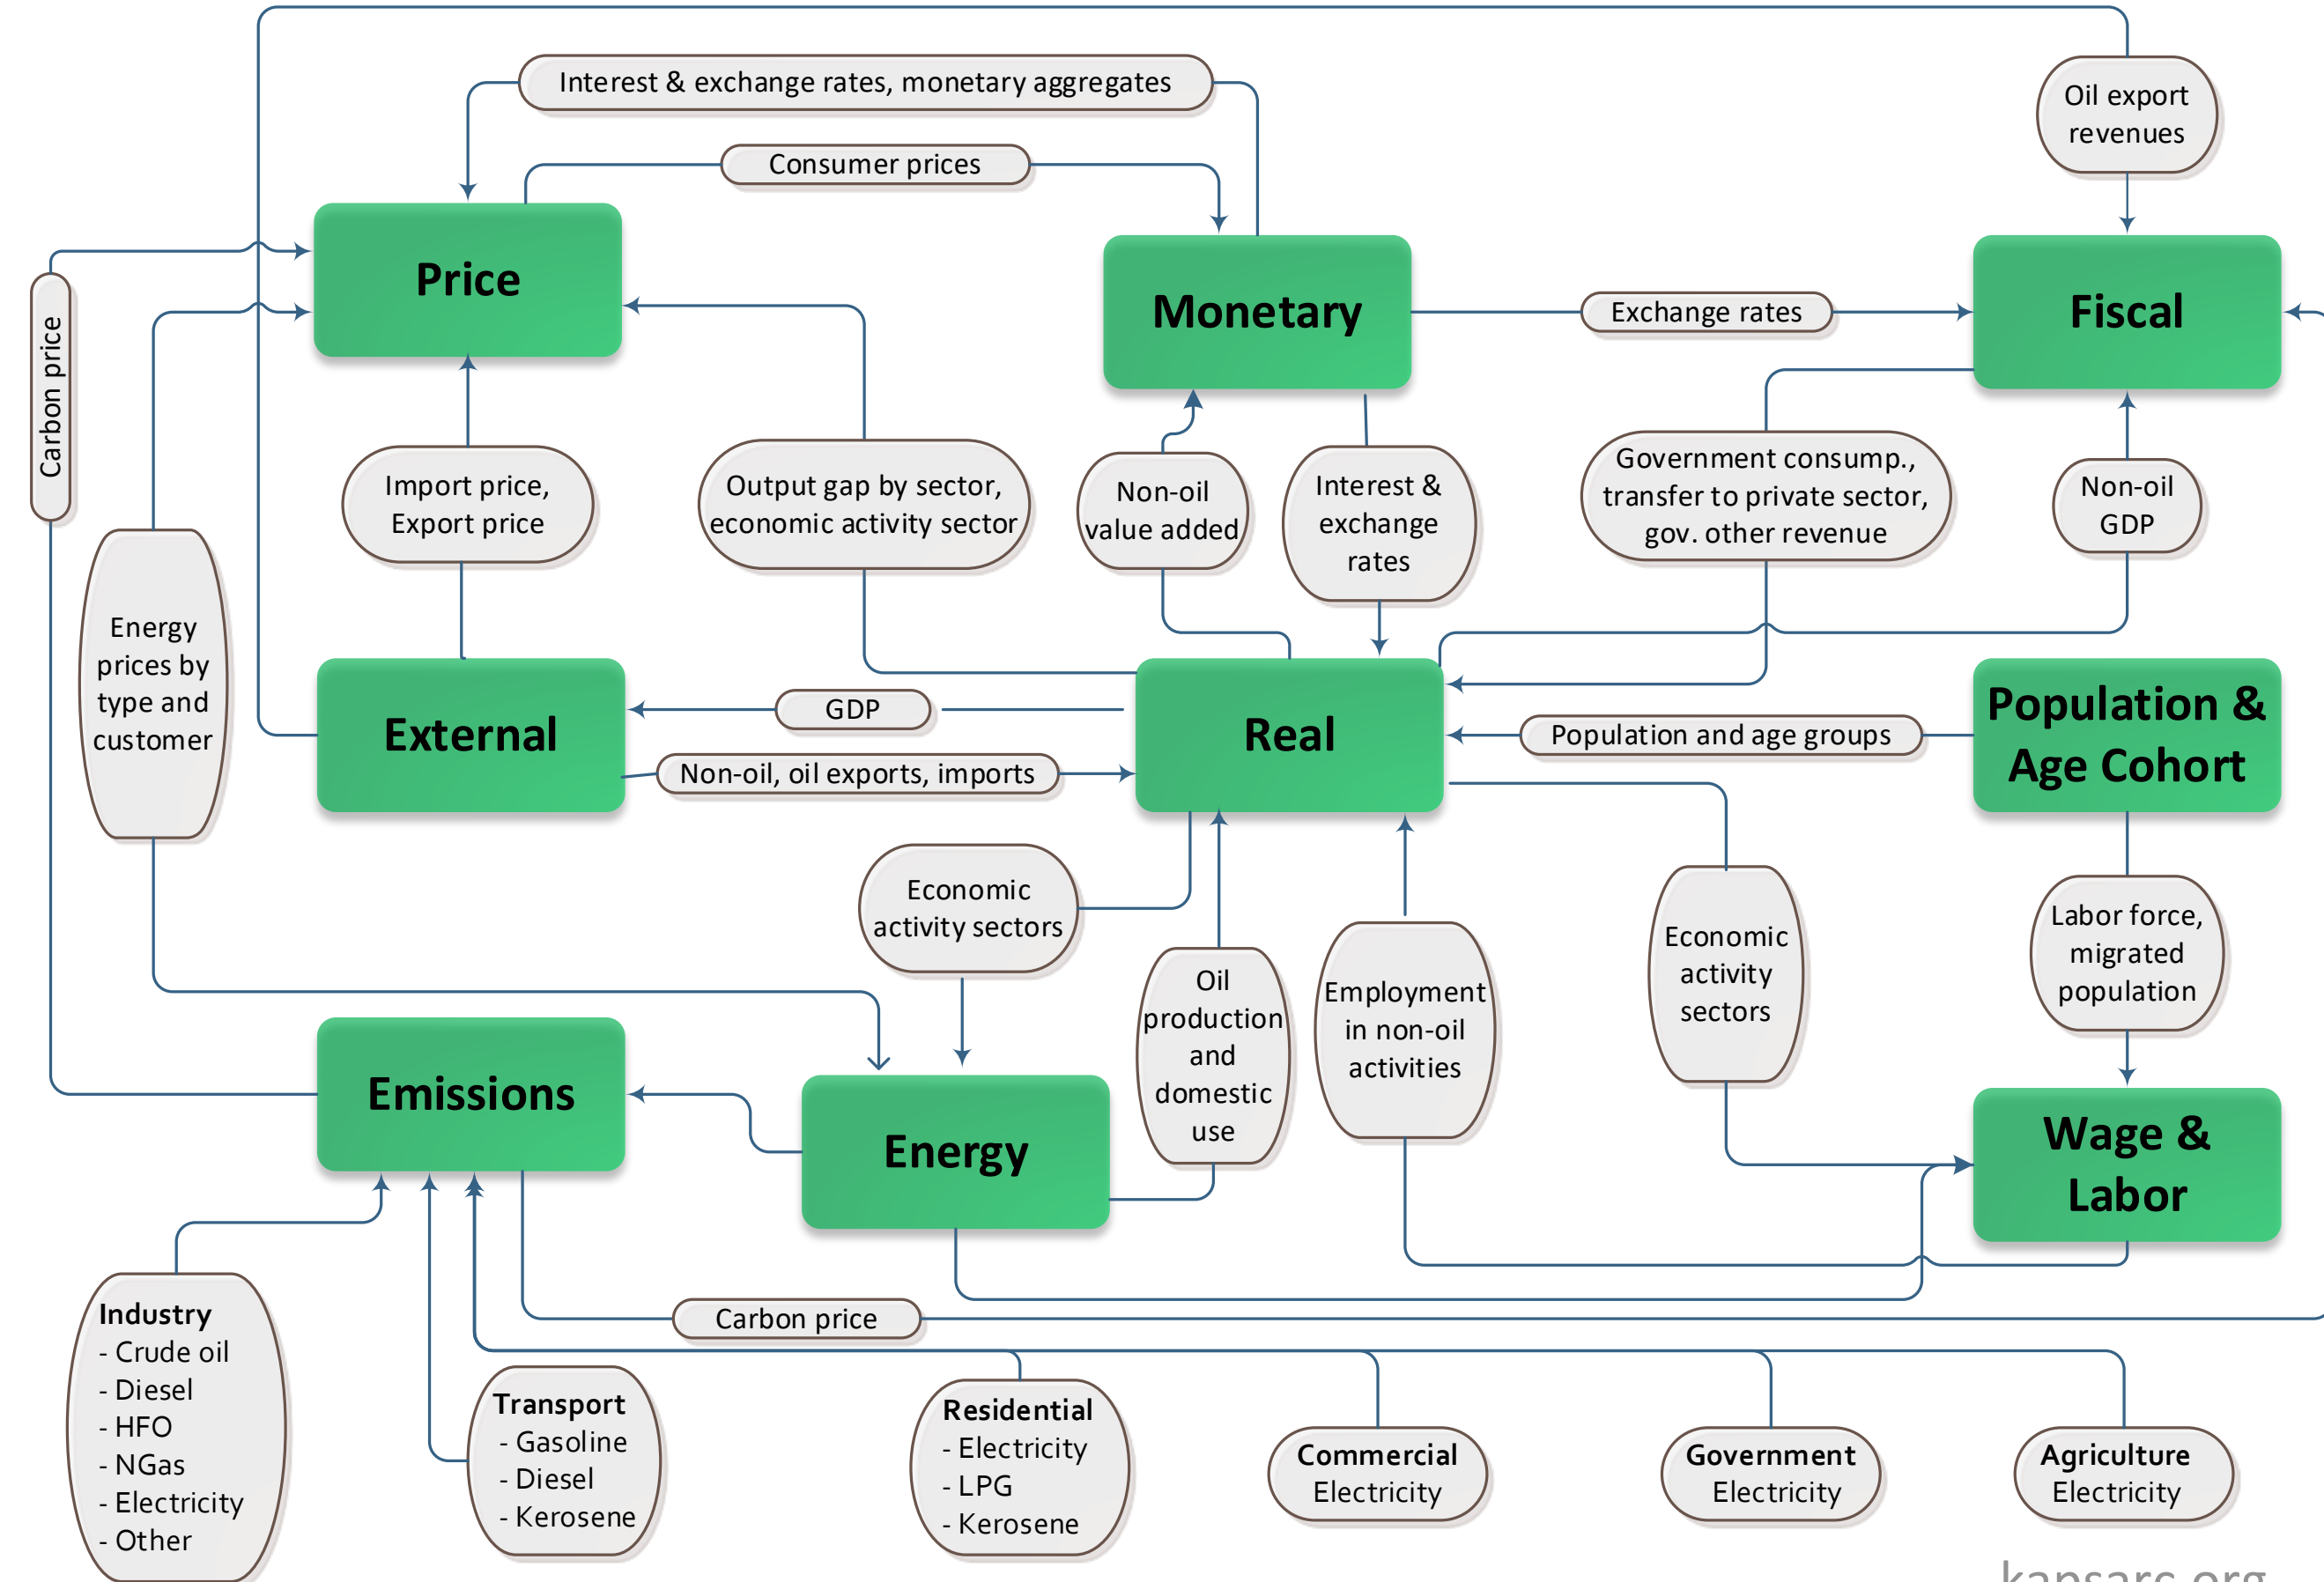 Interest & exchange rates, monetary aggregates
Oil export
revenues
Consumer prices
Price
Monetary
Exchange rates
Fiscal
Carbon price
Import price,
Export price
Output gap by sector,
economic activity sector
Non-oil
value added
Interest &
exchange
rates
Government consump.,
transfer to private sector,
gov. other revenue
Non-oil
GDP
Energy
prices by
type and
customer
External
GDP
Non-oil, oil exports, imports
Real
Population and age groups
Population &
Age Cohort
Economic
activity sectors
Oil
production
and
domestic
use
Employment
in non-oil
activities
Economic
activity
sectors
Labor force,
migrated
population
Emissions
Energy
Wage &
Labor
Carbon price
Industry
- Crude oil
- Diesel
- HFO
- NGas
- Electricity
- Other
Transport
- Gasoline
- Diesel
- Kerosene
Residential
- Electricity
- LPG
- Kerosene
Commercial
Electricity
Government
Electricity
Agriculture
Electricity
kapsarc.org